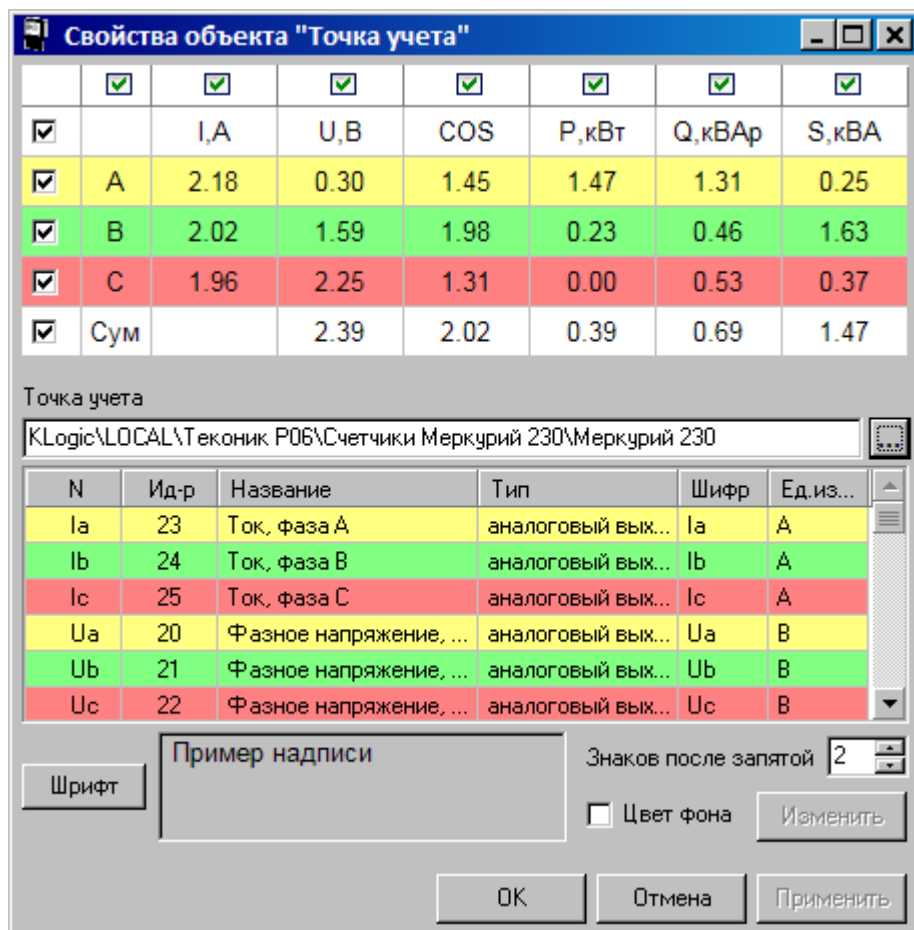 Свойства объекта "Точка учета"
I,A U,B COS P,кВт Q,кВАр S,кВА
A 2.18 0.30 1.45 1.47 1.31 0.25
B 2.02 1.59 1.98 0.23 0.46 1.63
C 1.96 2.25 1.31 0.00 0.53 0.37
Сум 2.39 2.02 0.39 0.69 1.47
Точка учета
KLogic\LOCAL\Теконик P06\Счетчики Меркурий 230\Меркурий 230 ...
N Ид-р Название Тип Шифр Ед.из...
Ia 23 Ток, фаза А аналоговый вых... Ia А
Ib 24 Ток, фаза В аналоговый вых... Ib А
Ic 25 Ток, фаза С аналоговый вых... Ic А
Ua 20 Фазное напряжение, ... аналоговый вых... Ua В
Ub 21 Фазное напряжение, ... аналоговый вых... Ub В
Uc 22 Фазное напряжение, ... аналоговый вых... Uc В
Шрифт Пример надписи Знаков после запятой 2
Цвет фона Изменить
OK Отмена Применить